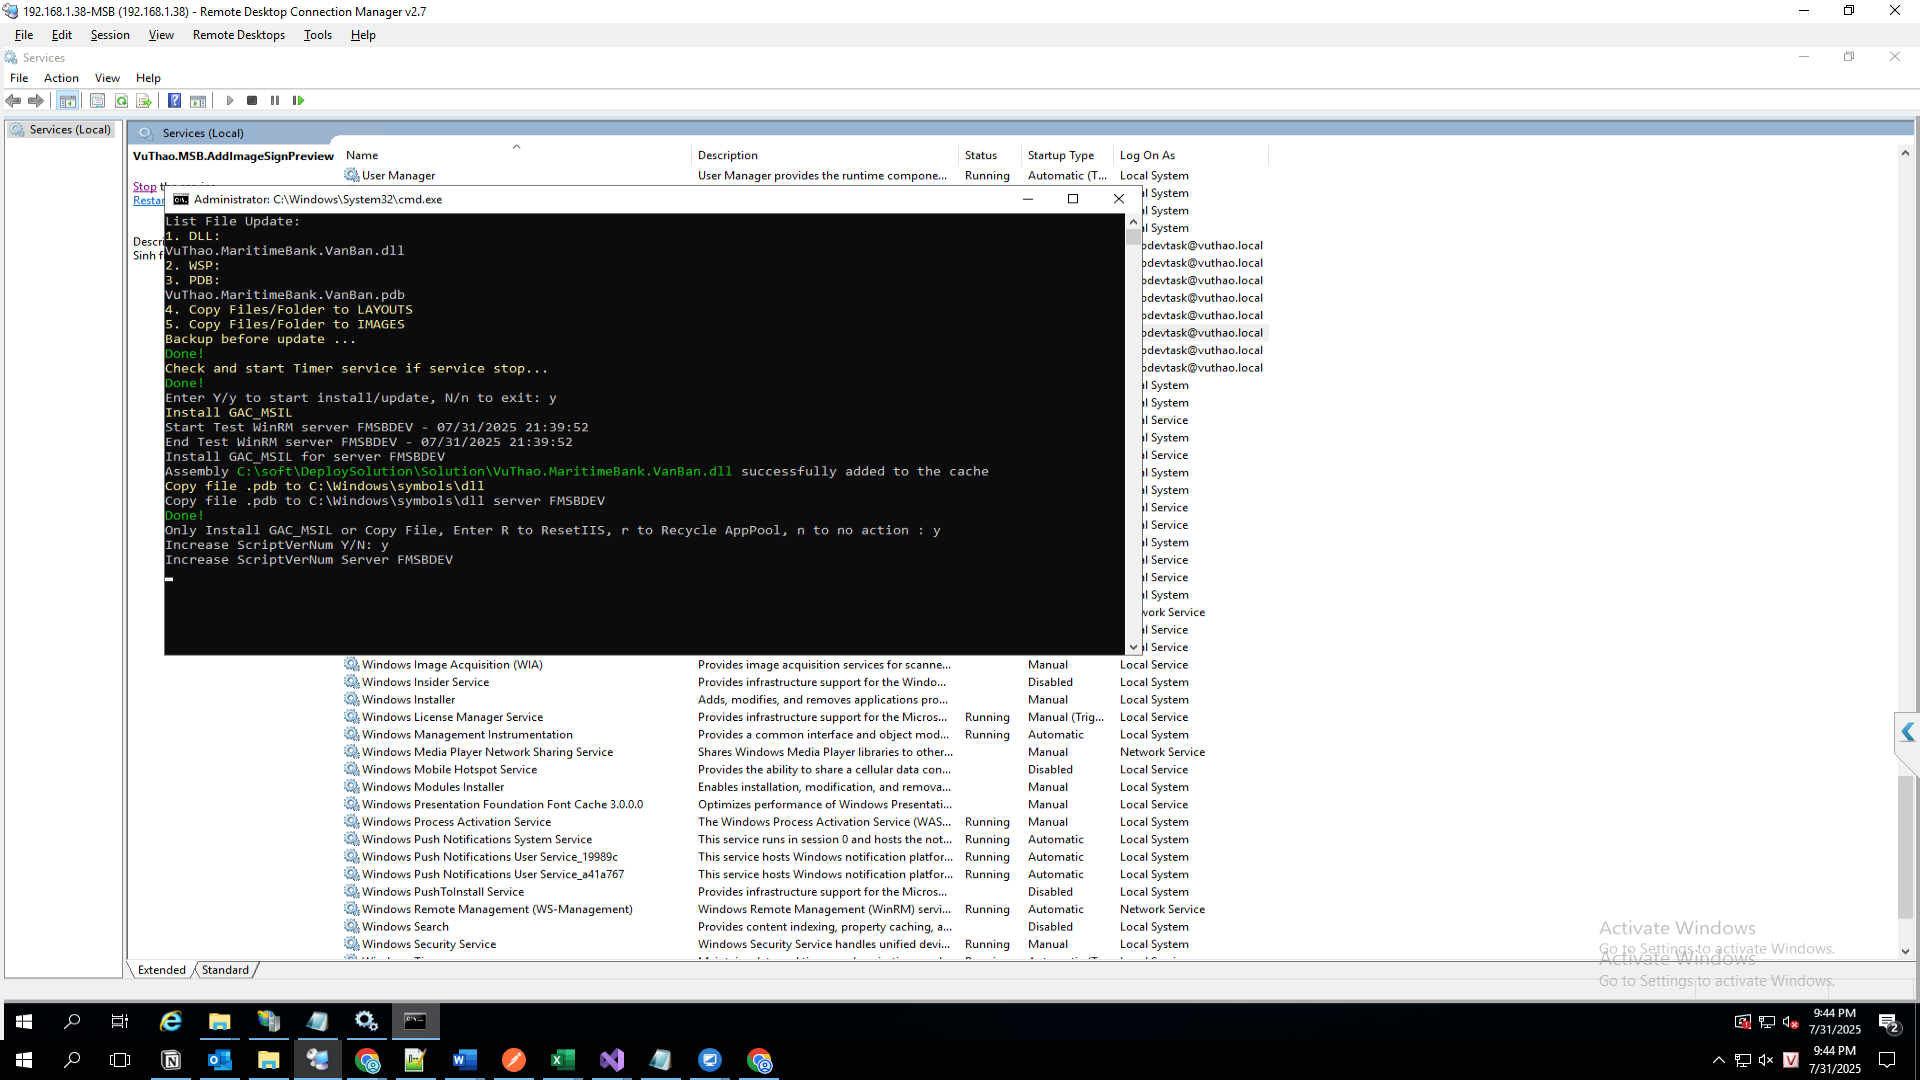 192.168.1.38-MSB (192.168.1.38) - Remote Desktop Connection Manager v2.7
File Edit Session View Remote Desktops Tools Help
Services
File Action View Help
Services (Local)
Services (Local)
VuThao.MSB.AddImageSignPreview
Name Description Status Startup Type Log On As
User Manager User Manager provides the runtime compone... Running Automatic (T... Local System
Stop
Restar
Descri
Sinh f
Administrator: C:\Windows\System32\cmd.exe
List File Update:
1. DLL:
VuThao.MaritimeBank.VanBan.dll
2. WSP:
3. PDB:
VuThao.MaritimeBank.VanBan.pdb
4. Copy Files/Folder to LAYOUTS
5. Copy Files/Folder to IMAGES
Backup before update ...
Done!
Check and start Timer service if service stop...
Done!
Enter Y/y to start install/update, N/n to exit: y
Install GAC_MSIL
Start Test WinRM server FMSBDEV - 07/31/2025 21:39:52
End Test WinRM server FMSBDEV - 07/31/2025 21:39:52
Install GAC_MSIL for server FMSBDEV
Assembly C:\soft\DeploySolution\Solution\VuThao.MaritimeBank.VanBan.dll successfully added to the cache
Copy file .pdb to C:\Windows\symbols\dll
Copy file .pdb to C:\Windows\symbols\dll server FMSBDEV
Done!
Only Install GAC_MSIL or Copy File, Enter R to ResetIIS, r to Recycle AppPool, n to no action : y
Increase ScriptVerNum Y/N: y
Increase ScriptVerNum Server FMSBDEV
l System
l System
l System
devtask@vuthao.local
devtask@vuthao.local
devtask@vuthao.local
devtask@vuthao.local
devtask@vuthao.local
devtask@vuthao.local
devtask@vuthao.local
devtask@vuthao.local
l System
l System
l Service
l System
l Service
l System
l Service
l Service
l Service
l System
l Service
l Service
l System
work Service
l Service
l Service
Windows Image Acquisition (WIA) Provides image acquisition services for scanne... Manual Local Service
Windows Insider Service Provides infrastructure support for the Windo... Disabled Local System
Windows Installer Adds, modifies, and removes applications pro... Manual Local System
Windows License Manager Service Provides infrastructure support for the Micros... Running Manual (Trig... Local Service
Windows Management Instrumentation Provides a common interface and object mod... Running Automatic Local System
Windows Media Player Network Sharing Service Shares Windows Media Player libraries to other... Manual Network Service
Windows Mobile Hotspot Service Provides the ability to share a cellular data con... Disabled Local Service
Windows Modules Installer Enables installation, modification, and remova... Manual Local System
Windows Presentation Foundation Font Cache 3.0.0.0 Optimizes performance of Windows Presentati... Manual Local Service
Windows Process Activation Service The Windows Process Activation Service (WAS... Running Manual Local System
Windows Push Notifications System Service This service runs in session 0 and hosts the not... Running Automatic Local System
Windows Push Notifications User Service_19989c This service hosts Windows notification platfor... Running Automatic Local System
Windows Push Notifications User Service_a41a767 This service hosts Windows notification platfor... Running Automatic Local System
Windows PushToInstall Service Provides infrastructure support for the Micros... Disabled Local System
Windows Remote Management (WS-Management) Windows Remote Management (WinRM) servi... Running Automatic Network Service
Windows Search Provides content indexing, property caching, a... Disabled Local System
Windows Security Service Windows Security Service handles unified devi... Running Manual Local System
Activate Windows
Go to Settings to activate Windows.
Activate Windows
Go to Settings to activate Windows.
Extended Standard
9:44 PM
7/31/2025
2
9:44 PM
7/31/2025